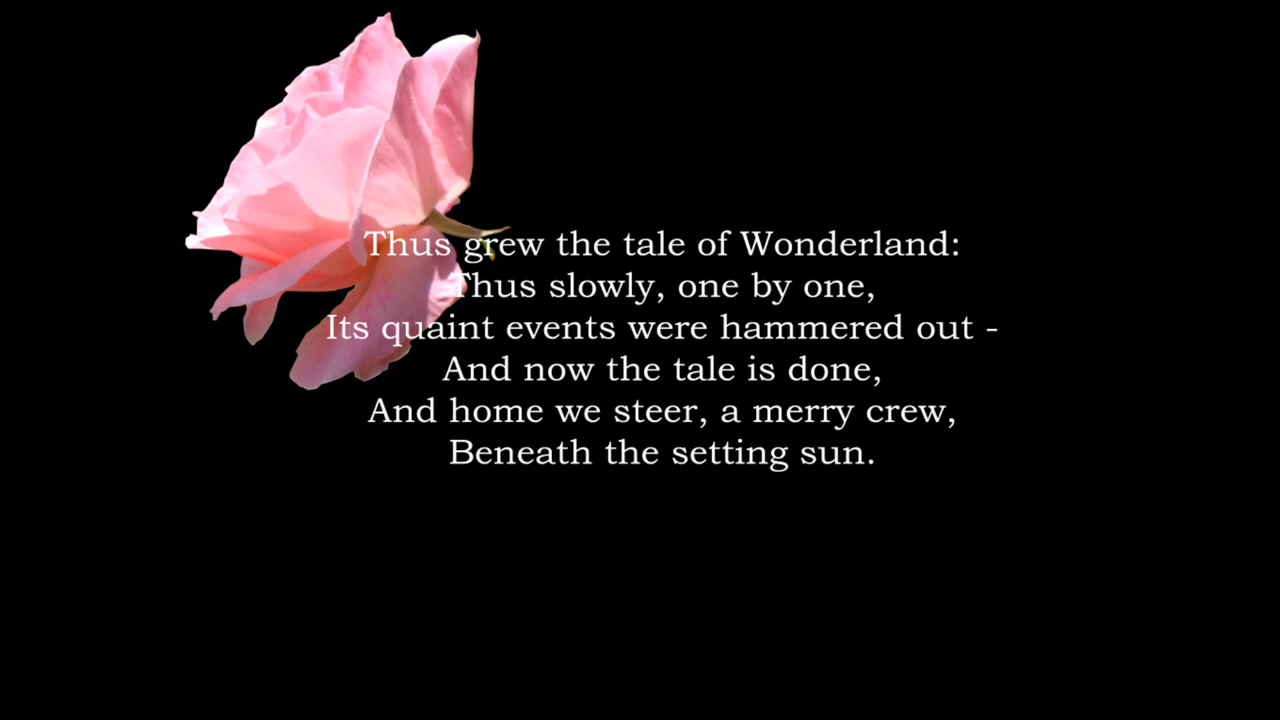 Thus grew the tale of Wonderland:
Thus slowly, one by one,
Its quaint events were hammered out -
And now the tale is done,
And home we steer, a merry crew,
Beneath the setting sun.